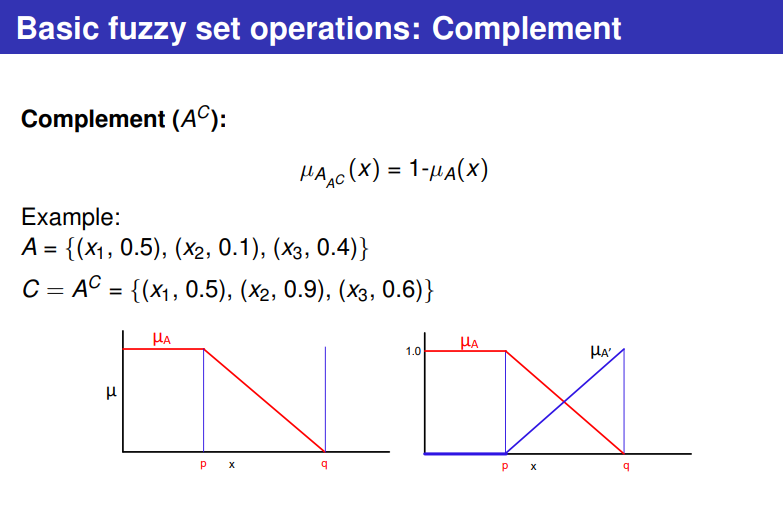 Basic fuzzy set operations: Complement
Complement (Aᶜ):
μ_{A_{A^C}}(x) = 1-μ_A(x)
Example:
A = {(x₁, 0.5), (x₂, 0.1), (x₃, 0.4)}
C = Aᶜ = {(x₁, 0.5), (x₂, 0.9), (x₃, 0.6)}
μA
μ
p x q
1.0 μA μA′
p x q